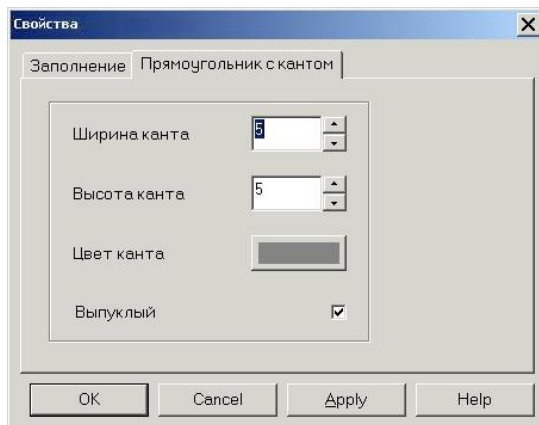 Свойства
Заполнение Прямоугольник с кантом
Ширина канта 5
Высота канта 5
Цвет канта
Выпуклый
OK Cancel Apply Help